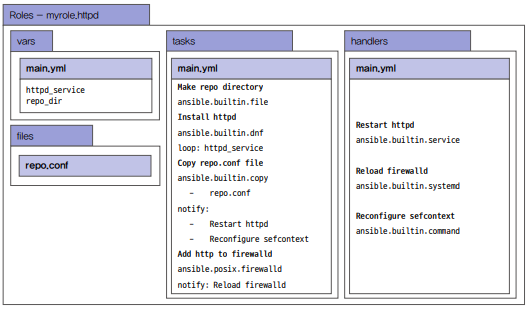 Roles – myrole.httpd
vars
main.yml
httpd_service
repo_dir
files
repo.conf
tasks
main.yml
Make repo directory
ansible.builtin.file
Install httpd
ansible.builtin.dnf
loop: httpd_service
Copy repo.conf file
ansible.builtin.copy
- repo.conf
notify:
- Restart httpd
- Reconfigure sefcontext
Add http to firewalld
ansible.posix.firewalld
notify: Reload firewalld
handlers
main.yml
Restart httpd
ansible.builtin.service
Reload firewalld
ansible.builtin.systemd
Reconfigure sefcontext
ansible.builtin.command